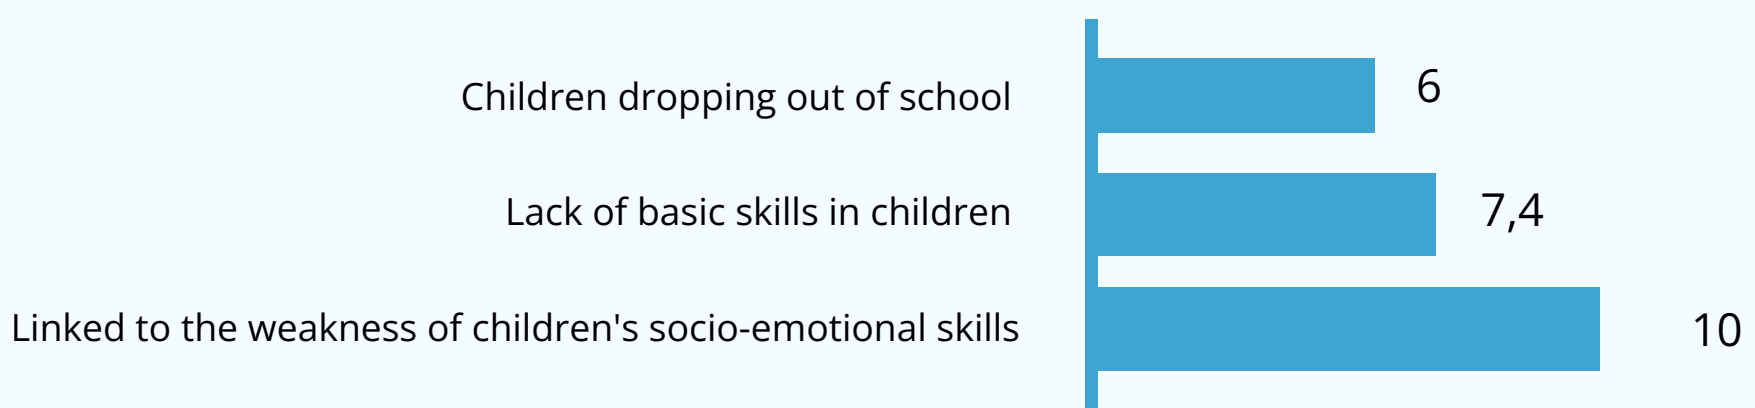 Children dropping out of school
6
Lack of basic skills in children
7,4
Linked to the weakness of children's socio-emotional skills
10